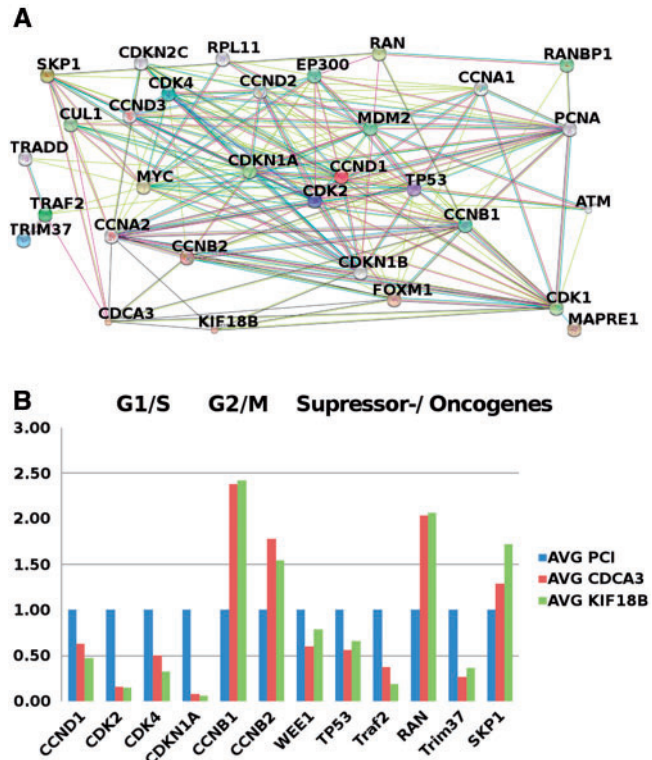 A
SKP1
CDKN2C
RPL11
RAN
RANBP1
CDK4
CCND2
EP300
CCNA1
CUL1
CCND3
MDM2
PCNA
TRADD
MYC
CDKN1A
CCND1
TP53
CDK2
ATM
TRAF2
TRIM37
CCNA2
CCNB1
CCNB2
CDKN1B
FOXM1
CDK1
CDCA3
KIF18B
MAPRE1
B
G1/S G2/M Supressor-/ Oncogenes
3.00
2.50
2.00
1.50
1.00
0.50
0.00
AVG PCI
AVG CDCA3
AVG KIF18B
CCND1
CDK2
CDK4
CDKN1A
CCNB1
CCNB2
WEE1
TP53
Traf2
RAN
Trim37
SKP1